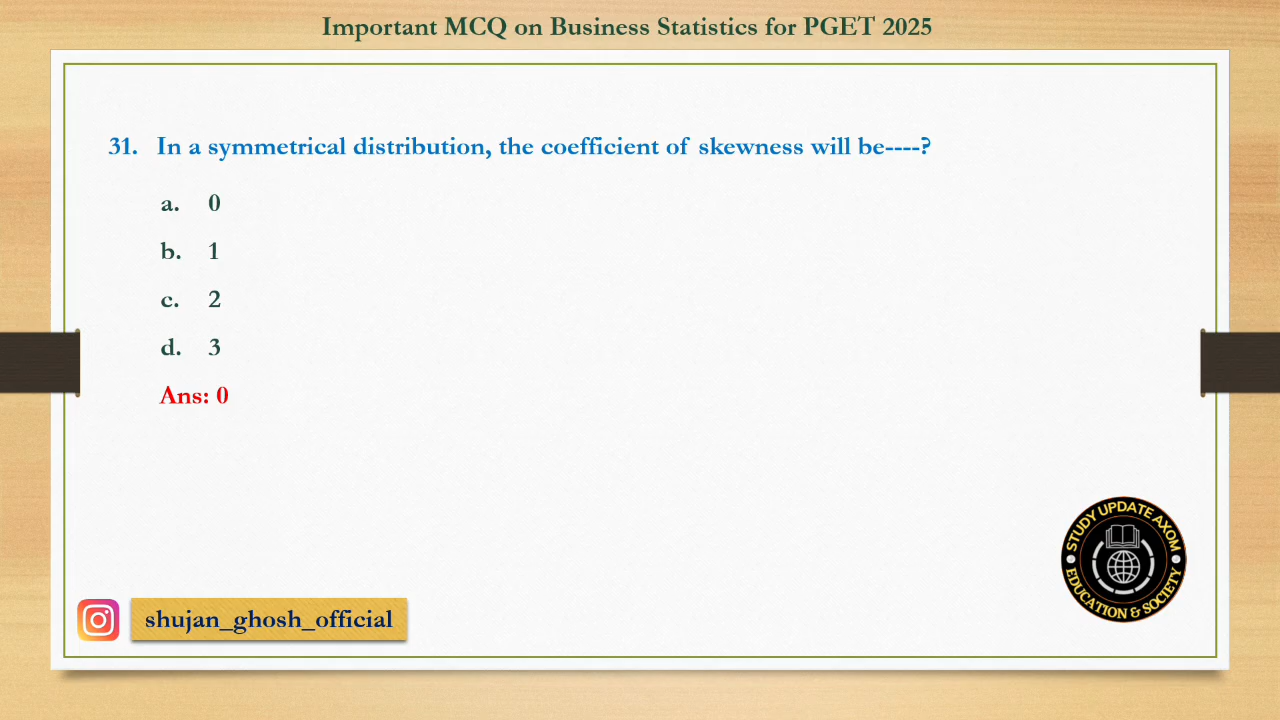 Important MCQ on Business Statistics for PGET 2025
31. In a symmetrical distribution, the coefficient of skewness will be----?
a. 0
b. 1
c. 2
d. 3
Ans: 0
STUDY UPDATE AXOM
EDUCATION & SOCIETY
shujan_ghosh_official